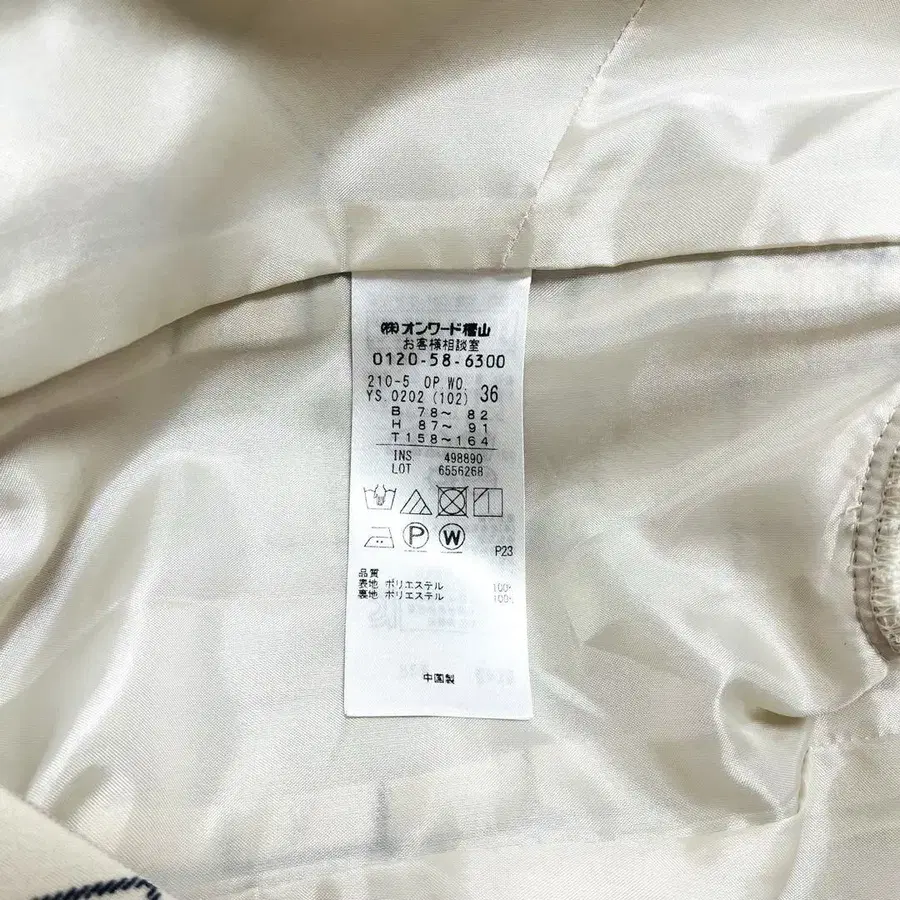 (株)オンワード樫山
お客様相談室
0120-58-6300
210-5 OP WO. 36
YS.0202 (102)
B 78～ 82
H 87～ 91
T 158～164
INS 498890
LOT 6556268
P W
P23
品質
表地 ポリエステル 100%
裏地 ポリエステル 100%
中国製